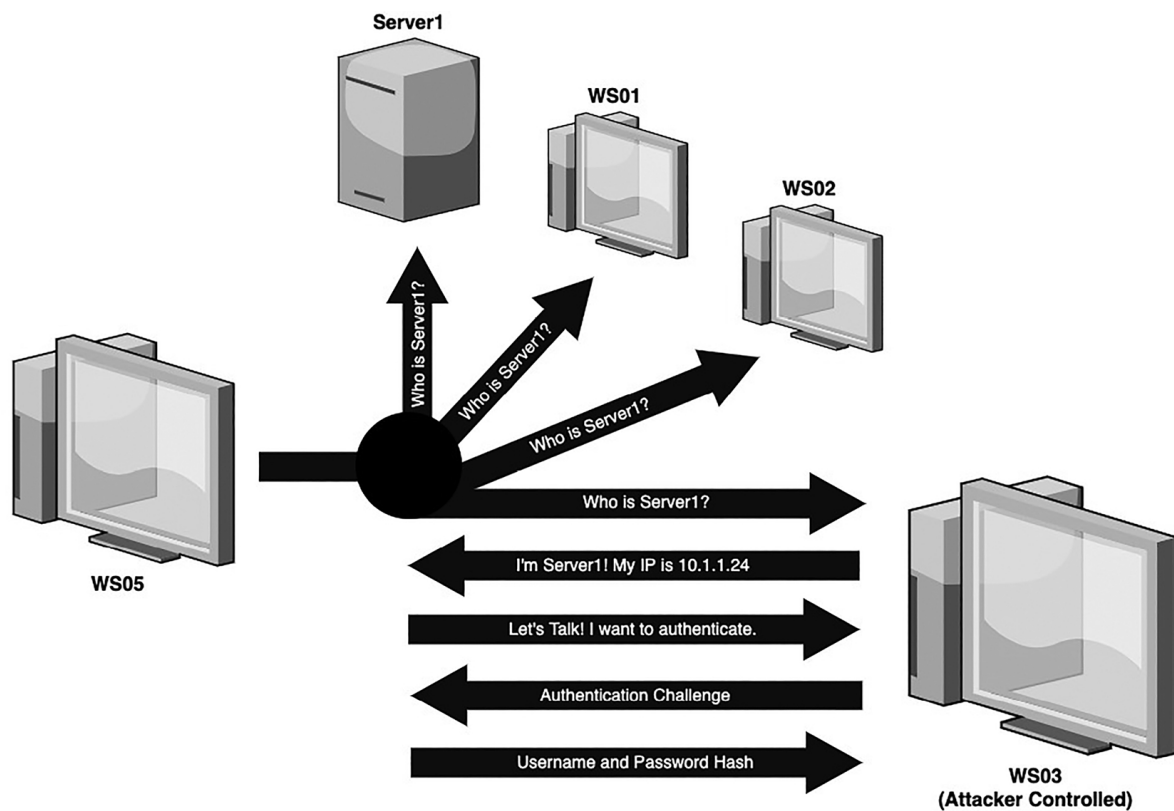 Server1
WS01
WS02
Who is Server1?
Who is Server1?
Who is Server1?
Who is Server1?
I'm Server1! My IP is 10.1.1.24
Let's Talk! I want to authenticate.
Authentication Challenge
Username and Password Hash
WS05
WS03
(Attacker Controlled)